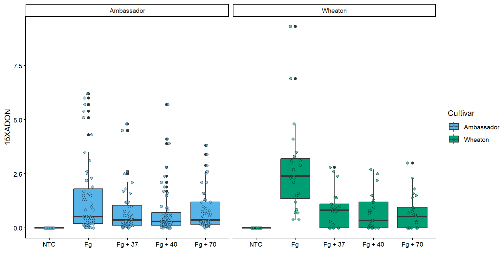 Ambassador Wheaton
16XADON
7.5
5.0
2.5
0.0
NTC Fg Fg + 37 Fg + 40 Fg + 70 NTC Fg Fg + 37 Fg + 40 Fg + 70
Cultivar
Ambassador
Wheaton